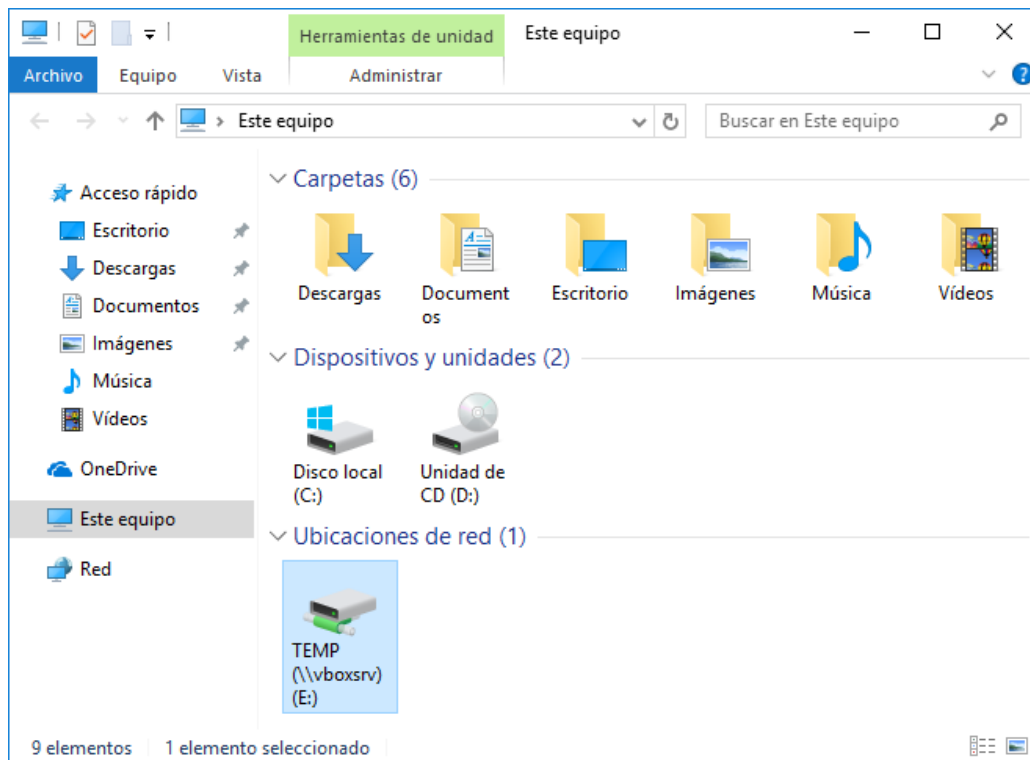 Herramientas de unidad
Este equipo
Archivo
Equipo
Vista
Administrar
?
Este equipo
Buscar en Este equipo
Acceso rápido
Escritorio
Descargas
Documentos
Imágenes
Música
Vídeos
OneDrive
Este equipo
Red
Carpetas (6)
Descargas
Document
os
Escritorio
Imágenes
Música
Vídeos
Dispositivos y unidades (2)
Disco local
(C:)
Unidad de
CD (D:)
Ubicaciones de red (1)
TEMP
(\\vboxsrv)
(E:)
9 elementos
1 elemento seleccionado